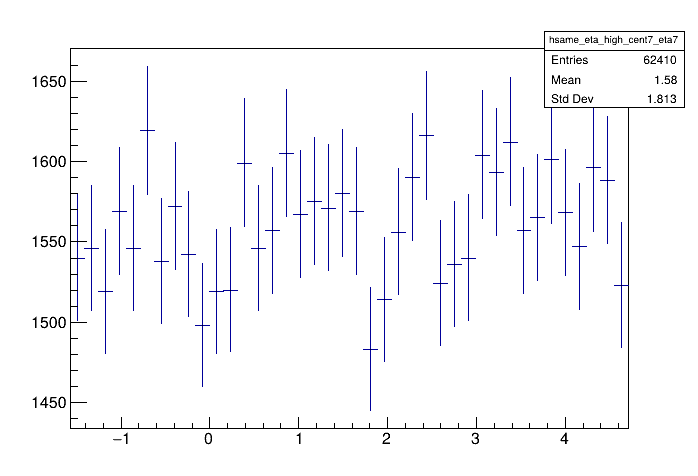 hsame_eta_high_cent7_eta7
Entries 62410
Mean 1.58
Std Dev 1.813
1650
1600
1550
1500
1450
−1 0 1 2 3 4